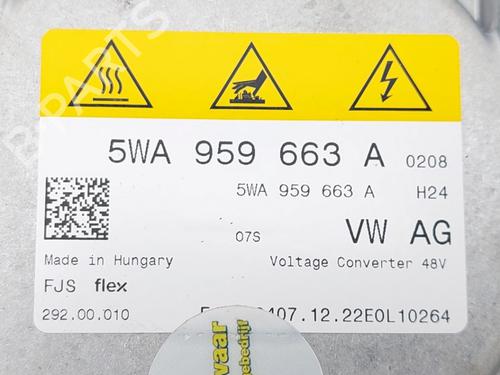 5WA 959 663 A 0208
5WA 959 663 A H24
07S VW AG
Made in Hungary Voltage Converter 48V
FJS flex
292.00.010 407.12.22E0L10264
B-PARTS